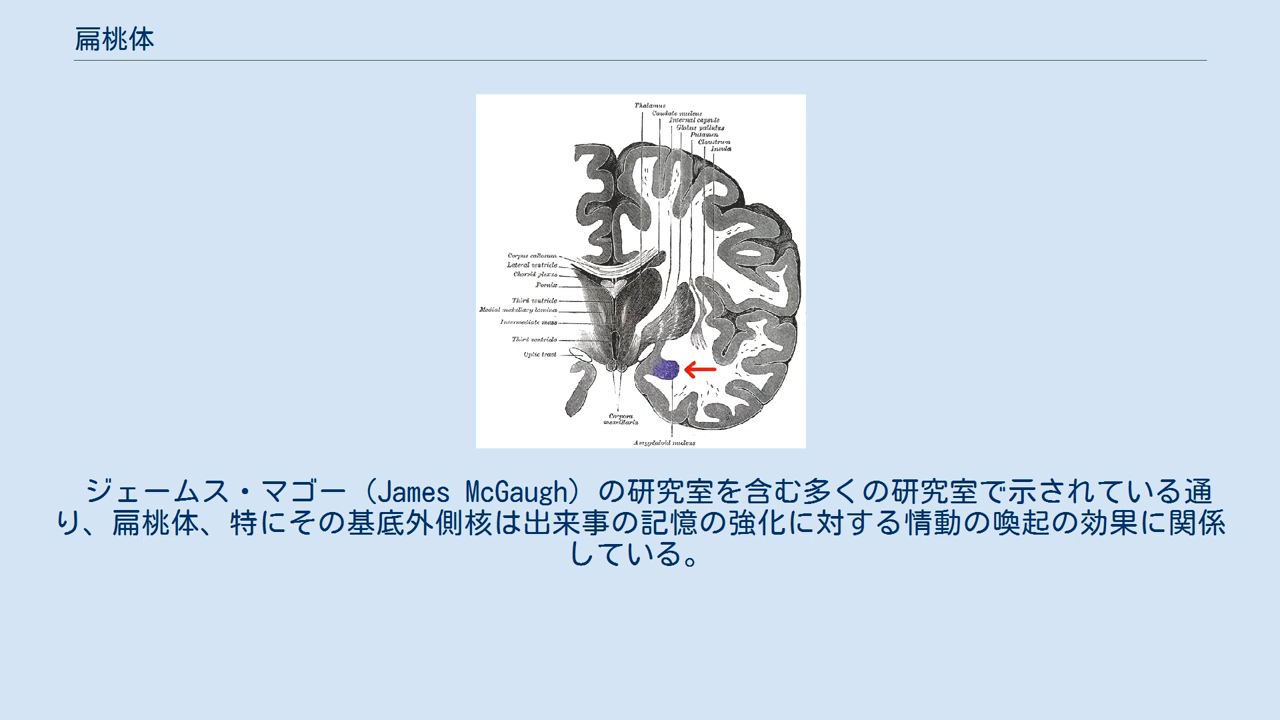 扁桃体
Thalamus
Caudate nucleus
Internal capsule
Globus pallidus
Putamen
Claustrum
Insula
Corpus callosum
Lateral ventricle
Choroid plexus
Fornix
Third ventricle
Medial medullary lamina
Intermediate mass
Third ventricle
Optic tract
Corpora
mamillaria
Amygdaloid nucleus
ジェームス・マゴー（James McGaugh）の研究室を含む多くの研究室で示されている通
り、扁桃体、特にその基底外側核は出来事の記憶の強化に対する情動の喚起の効果に関係
している。